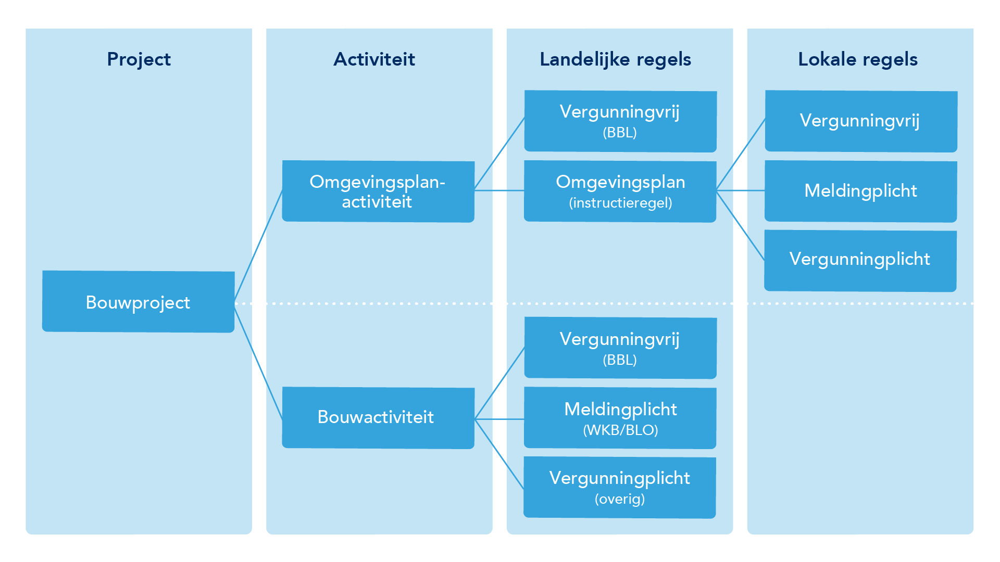 Project
Activiteit
Landelijke regels
Lokale regels
Bouwproject
Omgevingsplan-
activiteit
Vergunningvrij
(BBL)
Omgevingsplan
(instructieregel)
Vergunningvrij
Meldingplicht
Vergunningplicht
Bouwactiviteit
Vergunningvrij
(BBL)
Meldingplicht
(WKB/BLO)
Vergunningplicht
(overig)